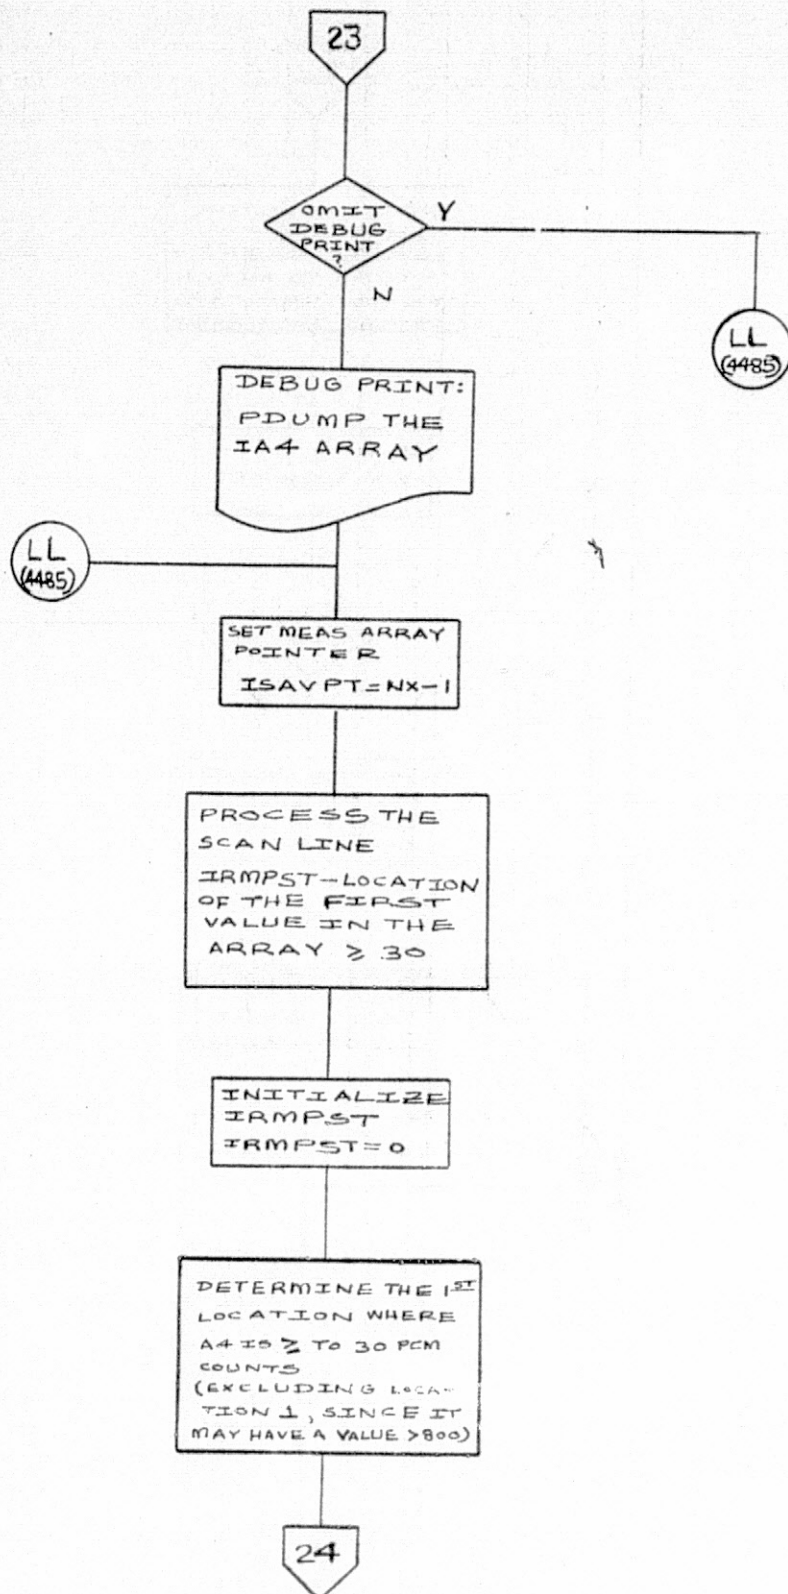 23
OMIT
DEBUG
PRINT
?
Y
N
LL
(4485)
DEBUG PRINT:
PDUMP THE
IA4 ARRAY
LL
(4485)
SET MEAS ARRAY
POINTER
ISAVPT=NX-1
PROCESS THE
SCAN LINE
IRMPST-LOCATION
OF THE FIRST
VALUE IN THE
ARRAY ≥ 30
INITIALIZE
IRMPST
IRMPST=0
DETERMINE THE 1ST
LOCATION WHERE
A4 IS ≥ TO 30 PCM
COUNTS
(EXCLUDING LOCA-
TION 1, SINCE IT
MAY HAVE A VALUE >800)
24